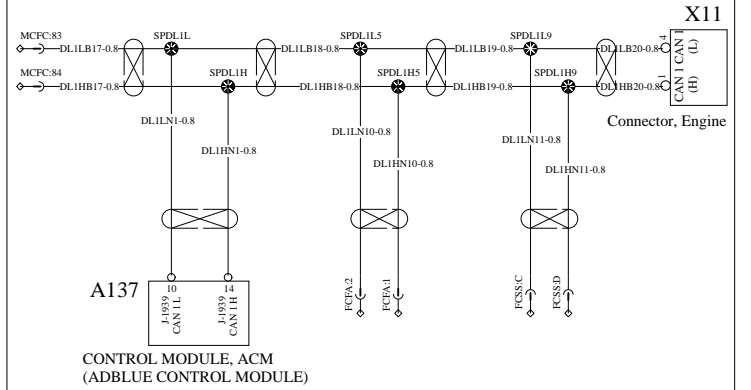 X11
MCFC:83
SPDL1L
SPDL1L5
SPDL1L9
DL1LB17-0.8
DL1LB18-0.8
DL1LB19-0.8
DL1LB20-0.8
4
CAN 1
(L)
MCFC:84
SPDL1H
SPDL1H5
SPDL1H9
DL1HB17-0.8
DL1HB18-0.8
DL1HB19-0.8
DL1HB20-0.8
1
CAN 1
(H)
Connector, Engine
DL1LN1-0.8
DL1LN10-0.8
DL1LN11-0.8
DL1HN1-0.8
DL1HN10-0.8
DL1HN11-0.8
A137
10
J-1939
CAN 1 L
14
J-1939
CAN 1 H
FCFA:2
FCFA:1
FCSS:C
FCSS:D
CONTROL MODULE, ACM
(ADBLUE CONTROL MODULE)